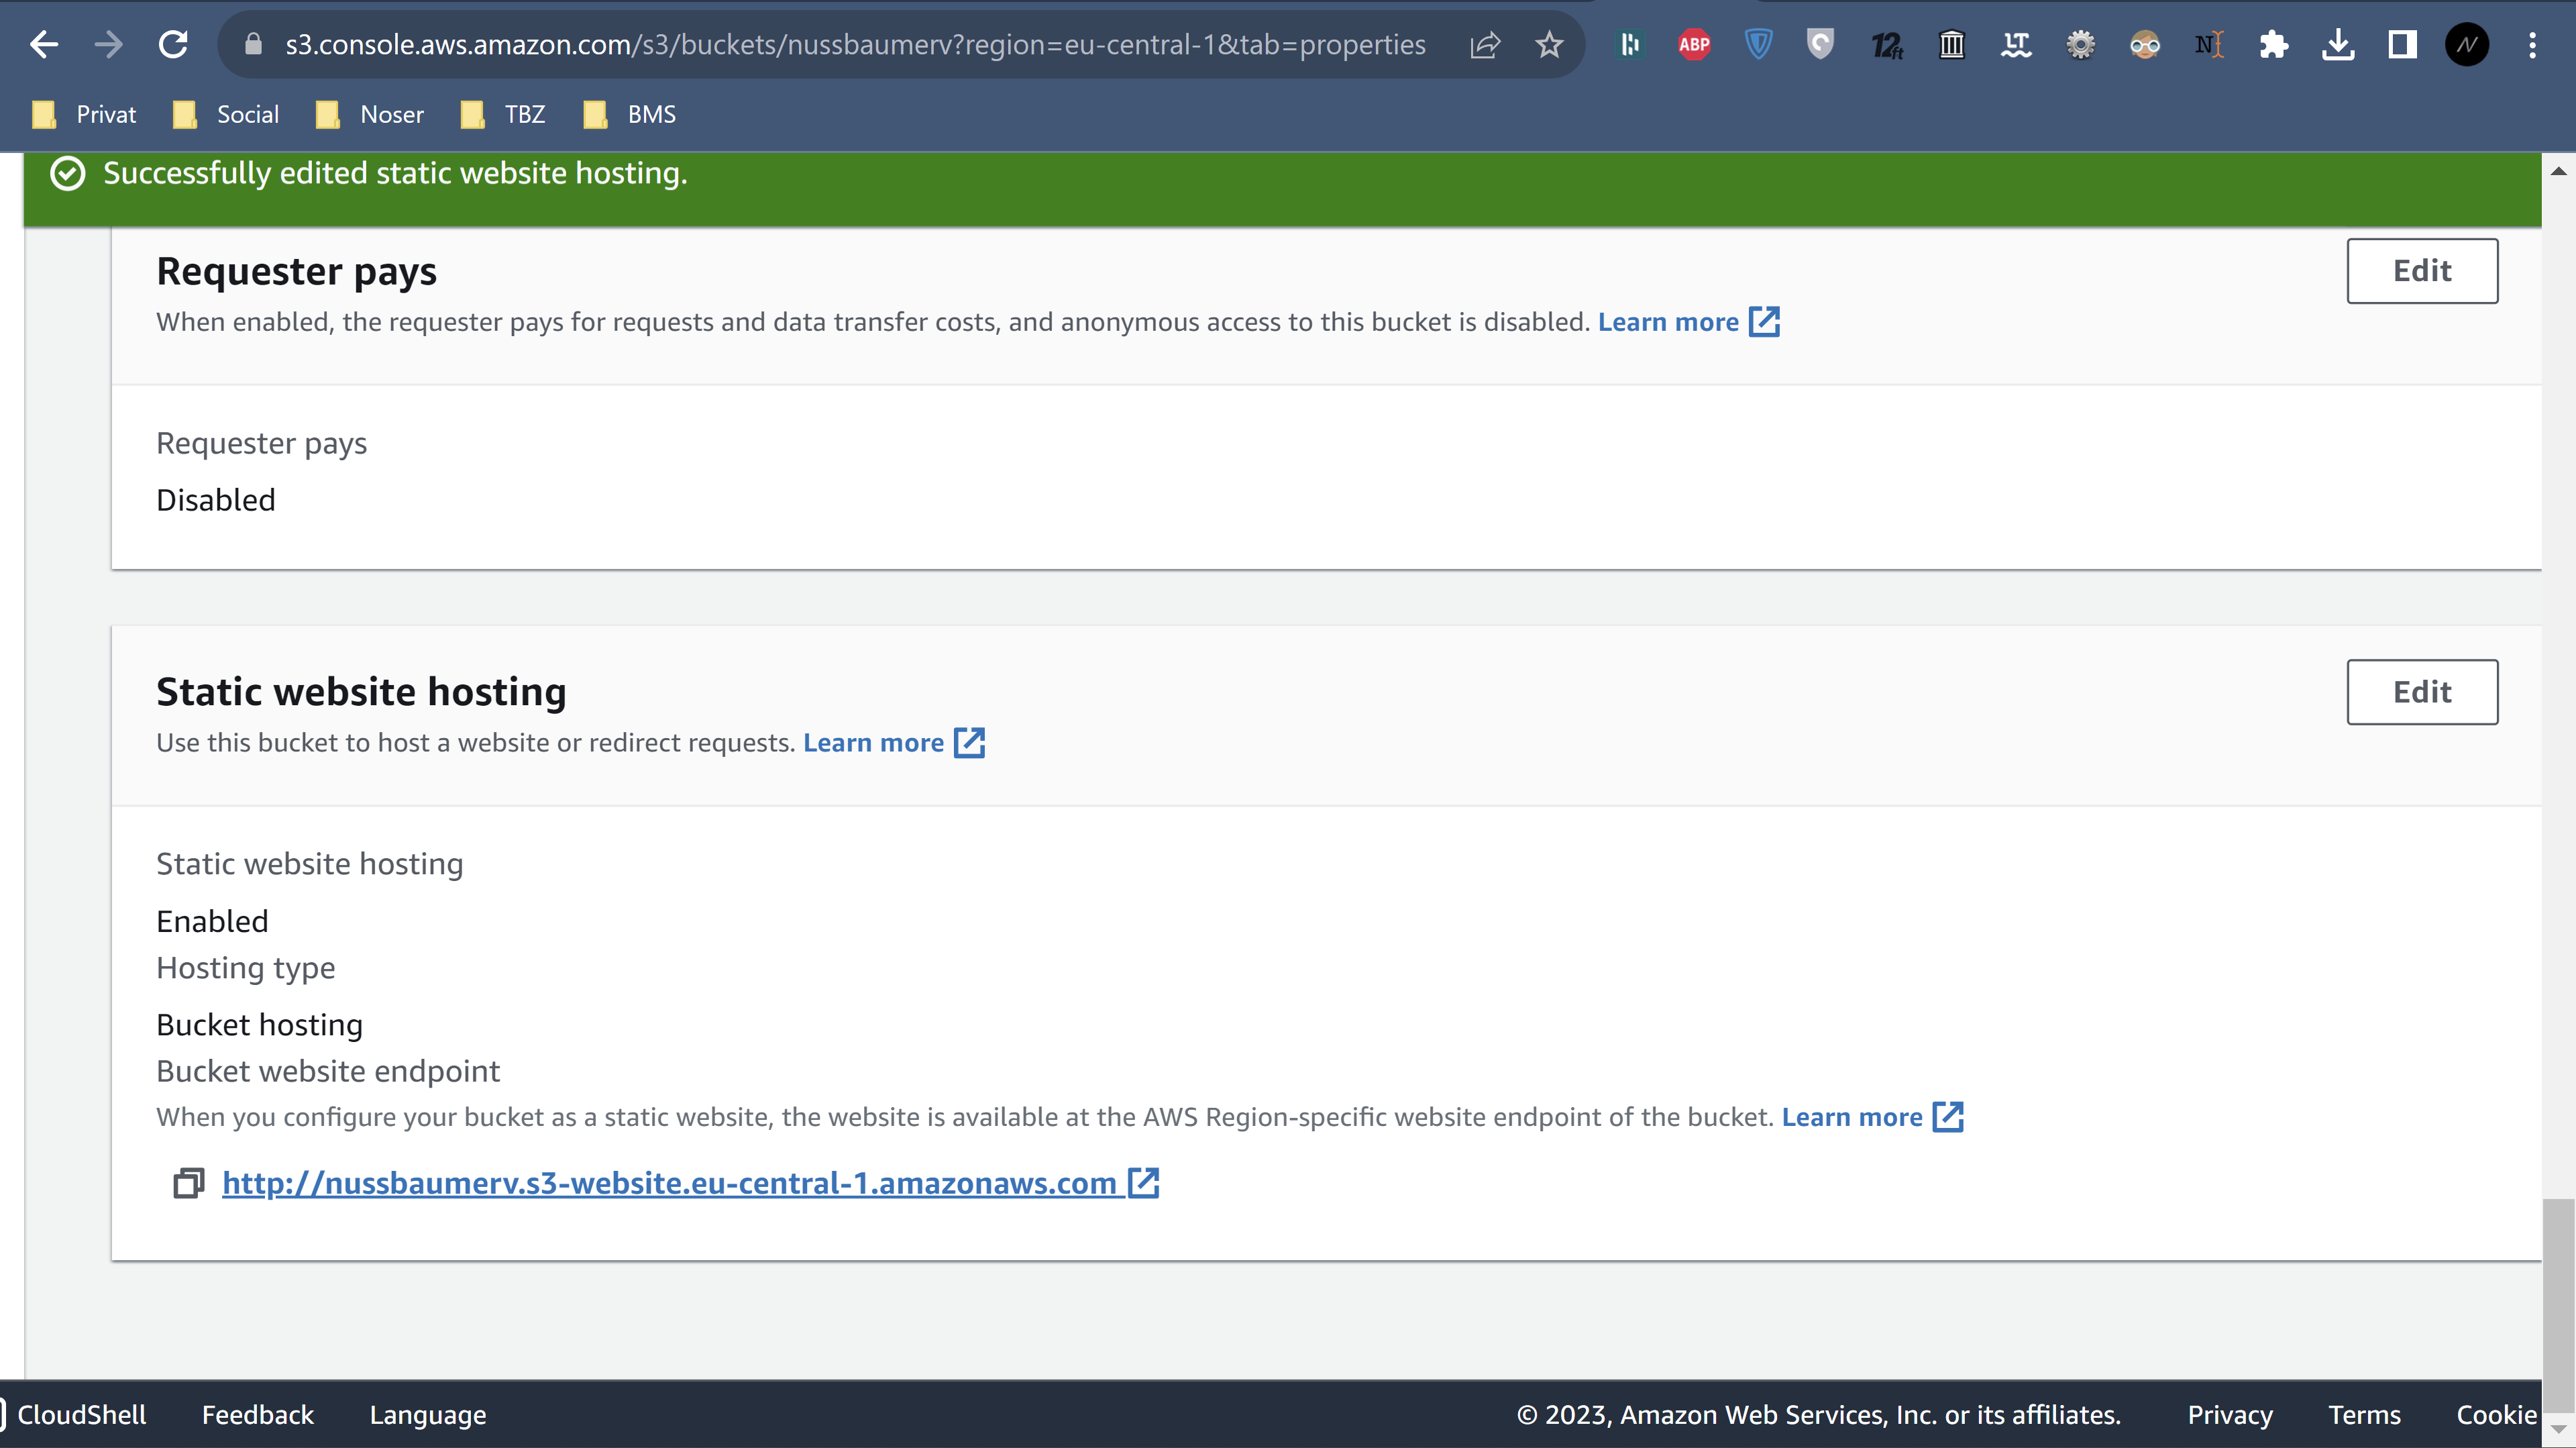 s3.console.aws.amazon.com/s3/buckets/nussbaumerv?region=eu-central-1&tab=properties
ABP
12ft
LT
N
N
Privat
Social
Noser
TBZ
BMS
Successfully edited static website hosting.
Requester pays
Edit
When enabled, the requester pays for requests and data transfer costs, and anonymous access to this bucket is disabled. Learn more
Requester pays
Disabled
Static website hosting
Edit
Use this bucket to host a website or redirect requests. Learn more
Static website hosting
Enabled
Hosting type
Bucket hosting
Bucket website endpoint
When you configure your bucket as a static website, the website is available at the AWS Region-specific website endpoint of the bucket. Learn more
http://nussbaumerv.s3-website.eu-central-1.amazonaws.com
CloudShell
Feedback
Language
© 2023, Amazon Web Services, Inc. or its affiliates.
Privacy
Terms
Cookie